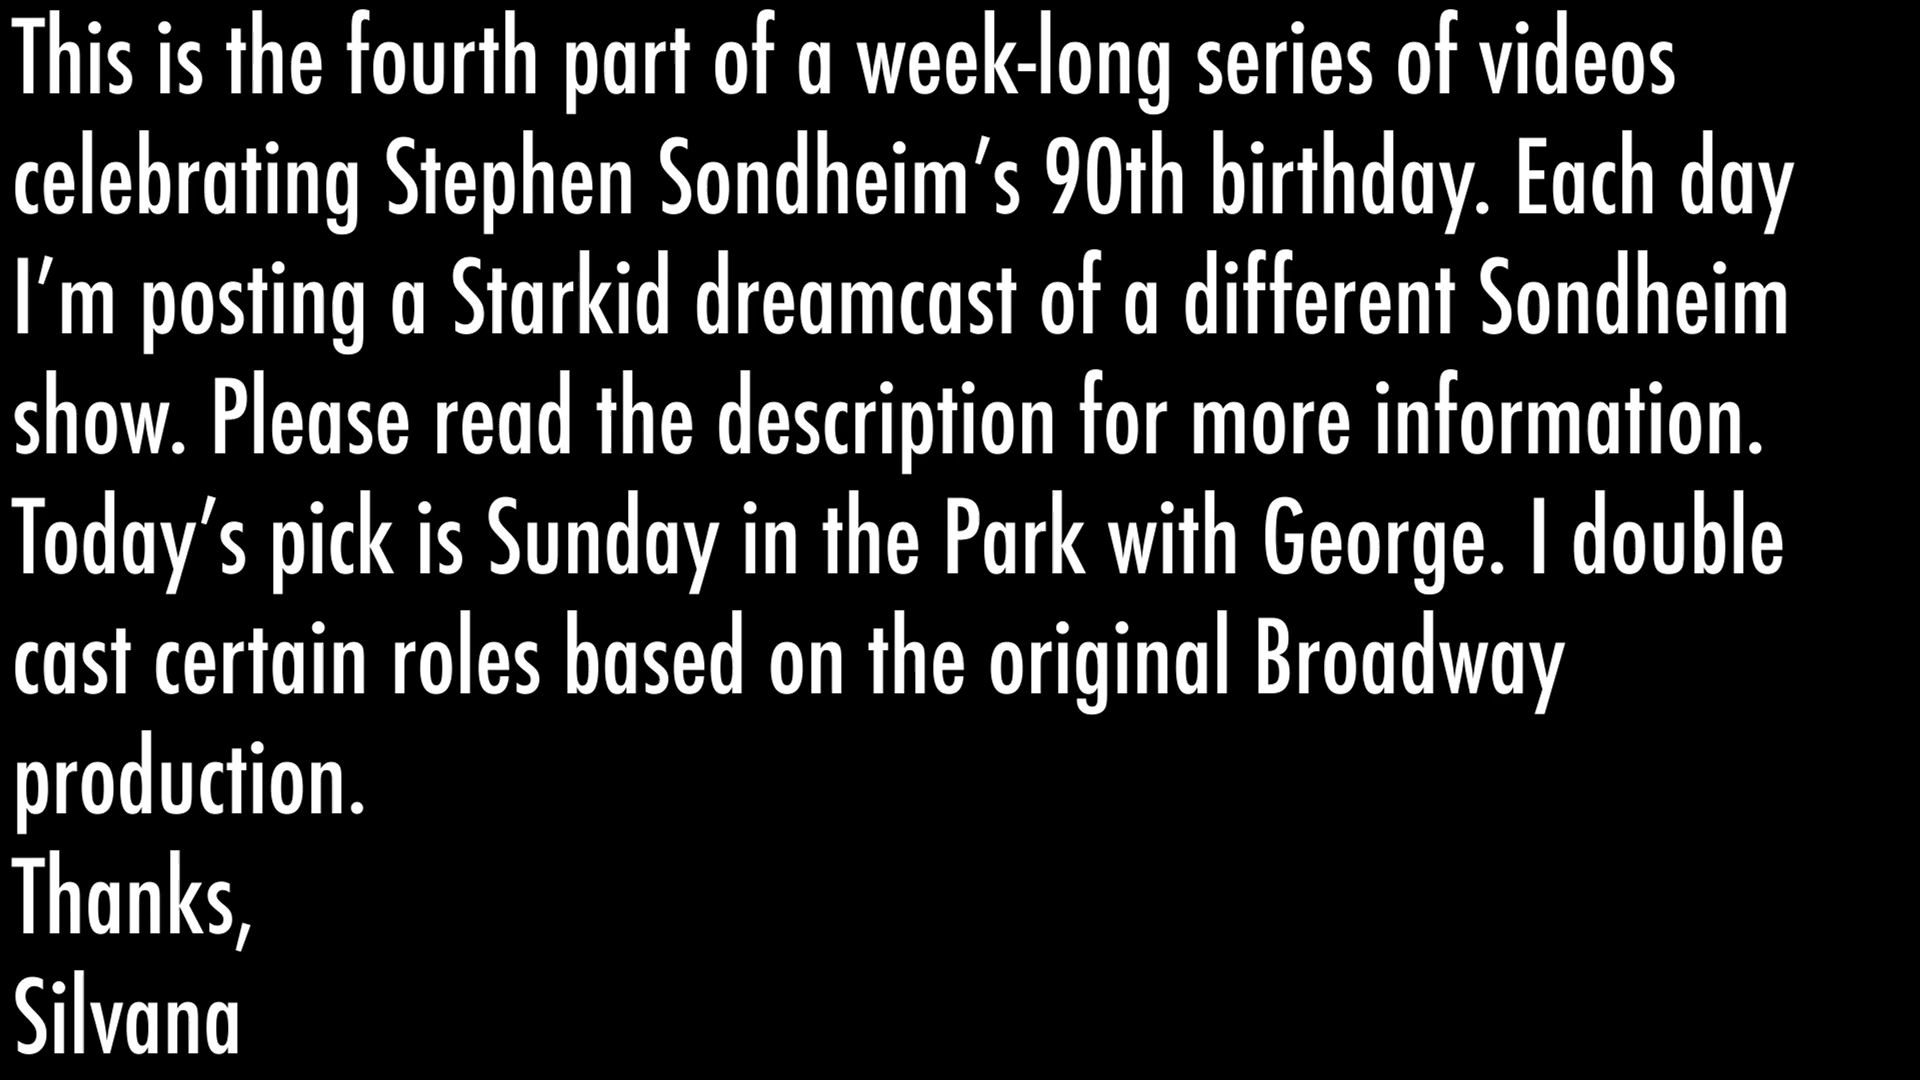 This is the fourth part of a week-long series of videos
celebrating Stephen Sondheim’s 90th birthday. Each day
I’m posting a Starkid dreamcast of a different Sondheim
show. Please read the description for more information.
Today’s pick is Sunday in the Park with George. I double
cast certain roles based on the original Broadway
production.
Thanks,
Silvana